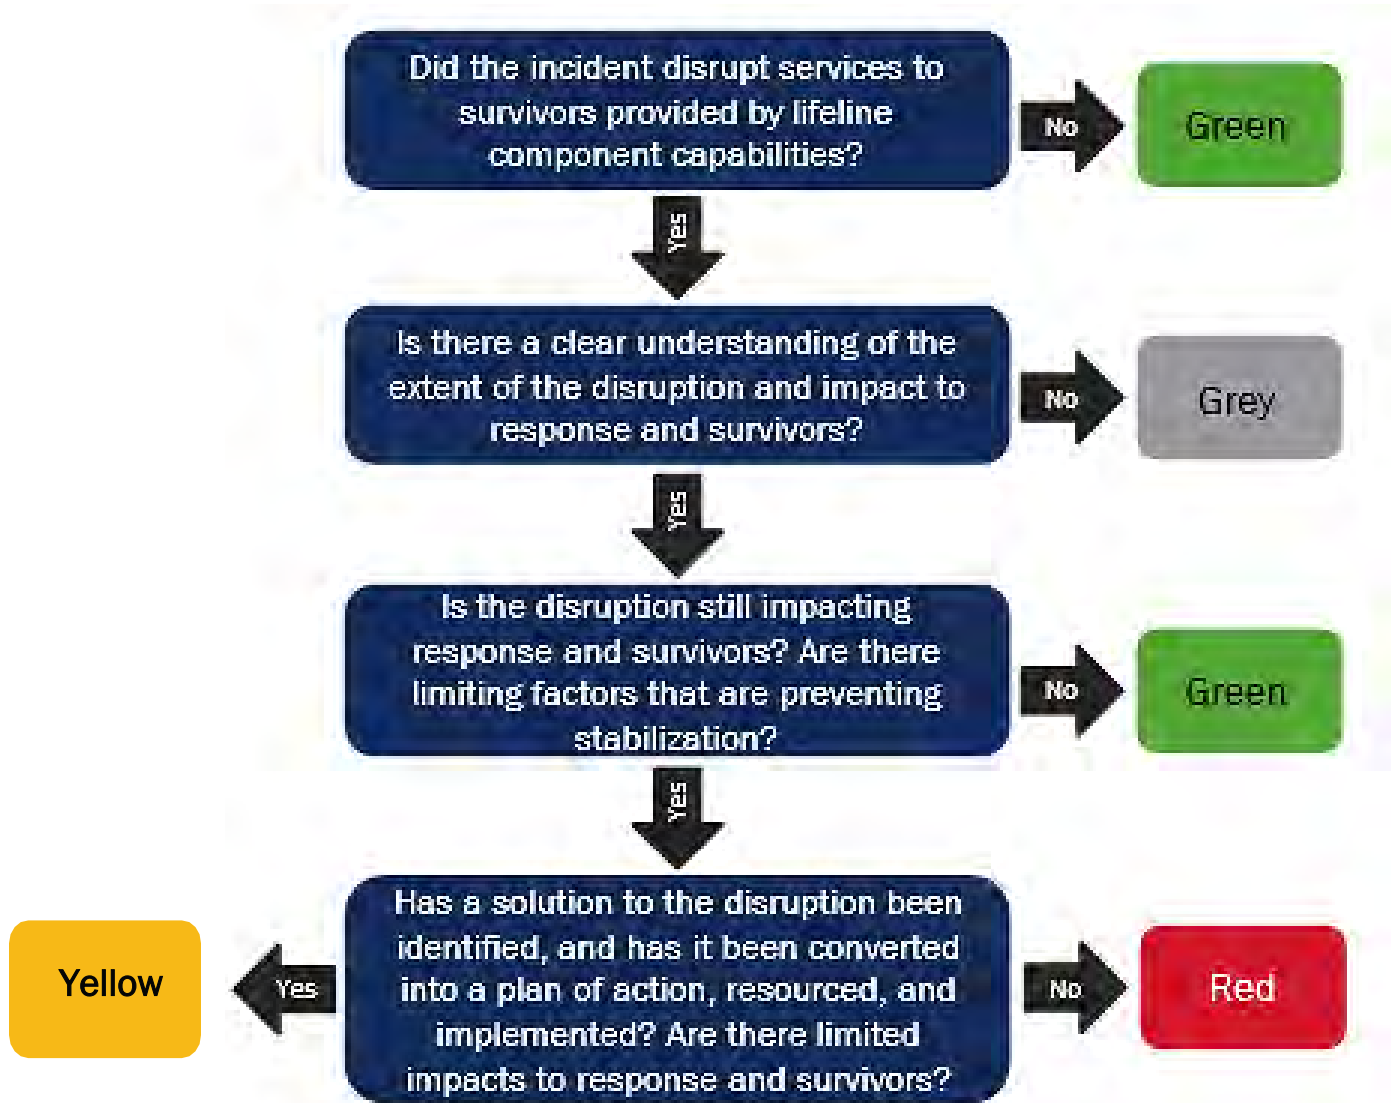 Did the incident disrupt services to
survivors provided by lifeline
component capabilities?
No
Green
Yes
Is there a clear understanding of the
extent of the disruption and impact to
response and survivors?
No
Grey
Yes
Is the disruption still impacting
response and survivors? Are there
limiting factors that are preventing
stabilization?
No
Green
Yes
Has a solution to the disruption been
identified, and has it been converted
into a plan of action, resourced, and
implemented? Are there limited
impacts to response and survivors?
Yes
Yellow
No
Red